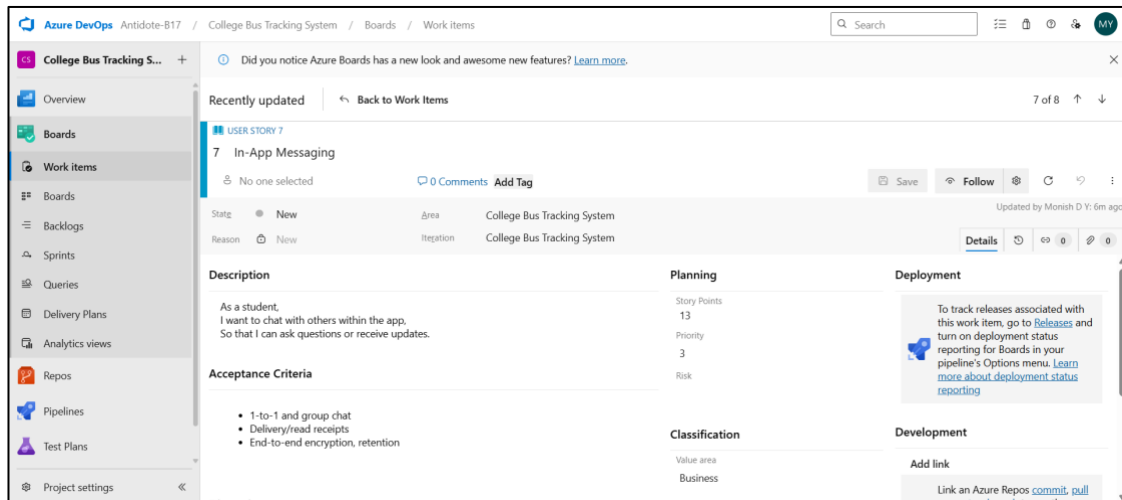 Azure DevOps Antidote-B17 / College Bus Tracking System / Boards / Work items
Search
MY
CS College Bus Tracking S... +
Did you notice Azure Boards has a new look and awesome new features? Learn more.
Overview
Boards
Work items
Boards
Backlogs
Sprints
Queries
Delivery Plans
Analytics views
Repos
Pipelines
Test Plans
Project settings
Recently updated
Back to Work Items
7 of 8
USER STORY 7
7 In-App Messaging
No one selected
0 Comments Add Tag
Save
Follow
State New
Area College Bus Tracking System
Updated by Monish D Y: 6m ago
Reason New
Iteration College Bus Tracking System
Details
0
0
Description
As a student,
I want to chat with others within the app,
So that I can ask questions or receive updates.
Acceptance Criteria
• 1-to-1 and group chat
• Delivery/read receipts
• End-to-end encryption, retention
Planning
Story Points
13
Priority
3
Risk
Classification
Value area
Business
Deployment
To track releases associated with
this work item, go to Releases and
turn on deployment status
reporting for Boards in your
pipeline's Options menu. Learn
more about deployment status
reporting
Development
Add link
Link an Azure Repos commit, pull